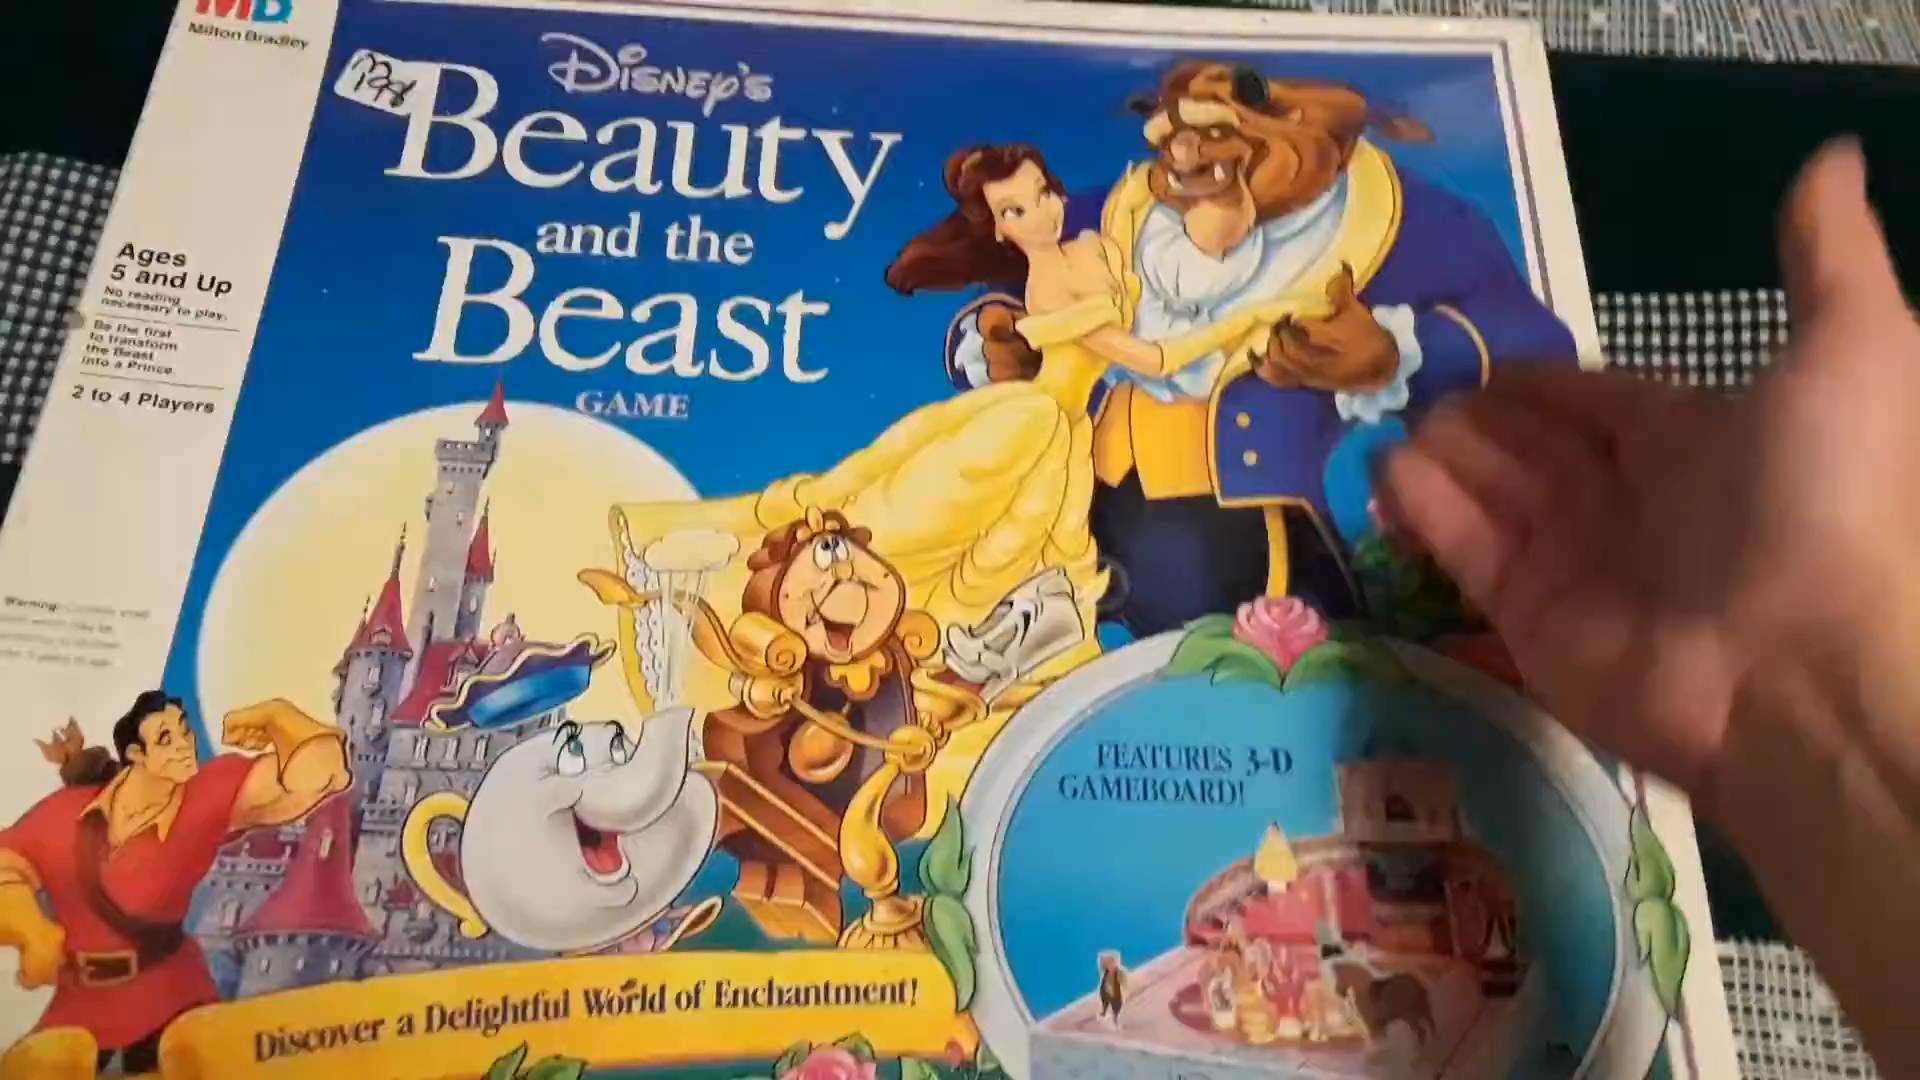 MB
Milton Bradley
Ages
5 and Up
No reading
necessary to play.
Be the first
to transform
the Beast
into a Prince
2 to 4 Players
Warning:
Disney's
Beauty
and the
Beast
GAME
FEATURES 3-D
GAMEBOARD!
Discover a Delightful World of Enchantment!